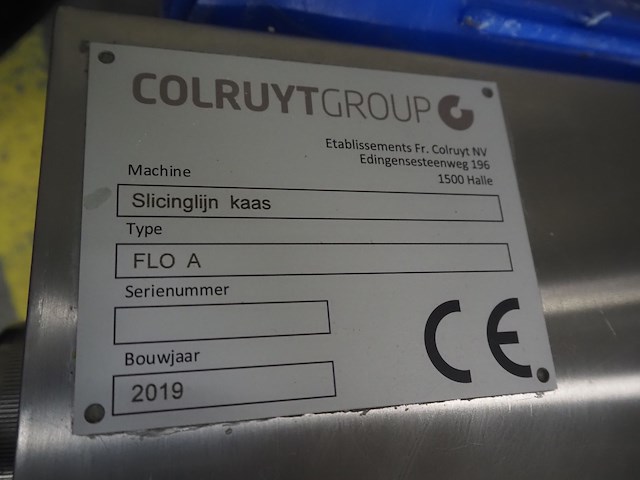 COLRUYTGROUP
Etablissements Fr. Colruyt NV
Edingensesteenweg 196
1500 Halle
Machine
Slicinglijn kaas
Type
FLO A
Serienummer
Bouwjaar
2019
CE